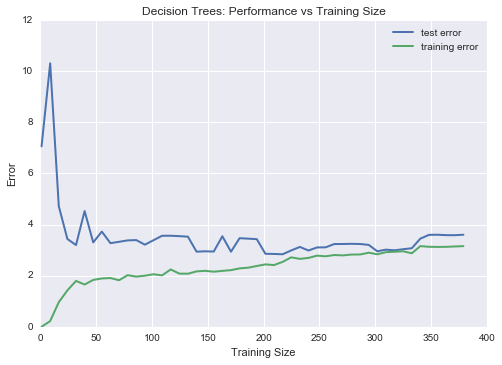 Decision Trees: Performance vs Training Size
12
10
8
6
4
2
0
Error
test error
training error
0 50 100 150 200 250 300 350 400
Training Size